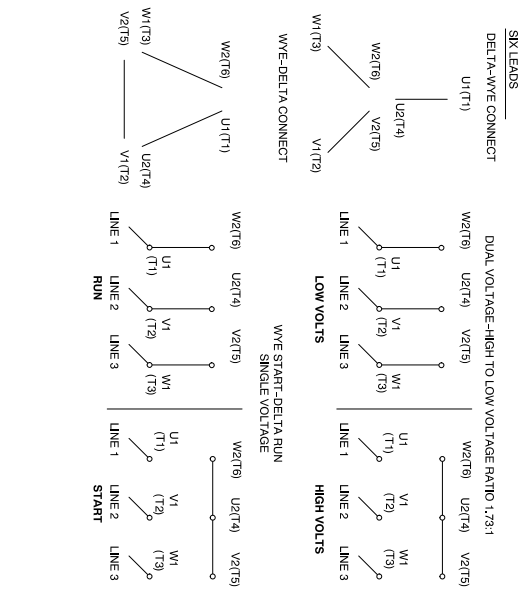 SIX LEADS
DELTA-WYE CONNECT
DUAL VOLTAGE-HIGH TO LOW VOLTAGE RATIO 1.73:1
U1(T1)
U2(T4)
W2(T6)
V2(T5)
W1(T3)
V1(T2)
W2(T6) U2(T4) V2(T5)
U1 (T1)
V1 (T2)
W1 (T3)
LINE 1 LINE 2 LINE 3
LOW VOLTS
W2(T6) U2(T4) V2(T5)
U1 (T1)
V1 (T2)
W1 (T3)
LINE 1 LINE 2 LINE 3
HIGH VOLTS
WYE-DELTA CONNECT
WYE START-DELTA RUN
SINGLE VOLTAGE
W2(T6)
U1(T1)
W1(T3)
V2(T5)
U2(T4)
V1(T2)
W2(T6) U2(T4) V2(T5)
U1 (T1)
V1 (T2)
W1 (T3)
LINE 1 LINE 2 LINE 3
RUN
W2(T6) U2(T4) V2(T5)
U1 (T1)
V1 (T2)
W1 (T3)
LINE 1 LINE 2 LINE 3
START